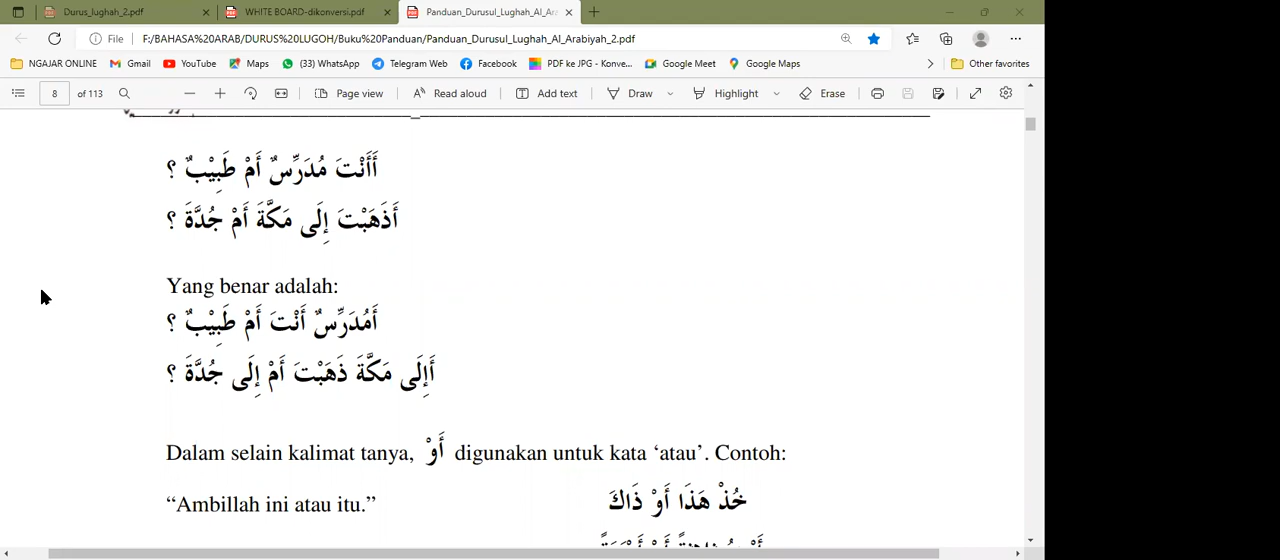 Durus_lughah_2.pdf
WHITE BOARD-dikonversi.pdf
Panduan_Durusul_Lughah_Al_Ar
File
F:/BAHASA%20ARAB/DURUS%20LUGOH/Buku%20Panduan/Panduan_Durusul_Lughah_Al_Arabiyah_2.pdf
NGAJAR ONLINE
Gmail
YouTube
Maps
(33) WhatsApp
Telegram Web
Facebook
PDF ke JPG - Konve...
Google Meet
Google Maps
Other favorites
8 of 113
Page view
Read aloud
Add text
Draw
Highlight
Erase
أَأَنْتَ مُدَرِّسٌ أَمْ طَبِيْبٌ ؟
أَذَهَبْتَ إِلَى مَكَّةَ أَمْ جُدَّةَ ؟
Yang benar adalah:
أَمُدَرِّسٌ أَنْتَ أَمْ طَبِيْبٌ ؟
أَإِلَى مَكَّةَ ذَهَبْتَ أَمْ إِلَى جُدَّةَ ؟
Dalam selain kalimat tanya, أَوْ digunakan untuk kata ‘atau’. Contoh:
“Ambillah ini atau itu.” خُذْ هَذَا أَوْ ذَاكَ